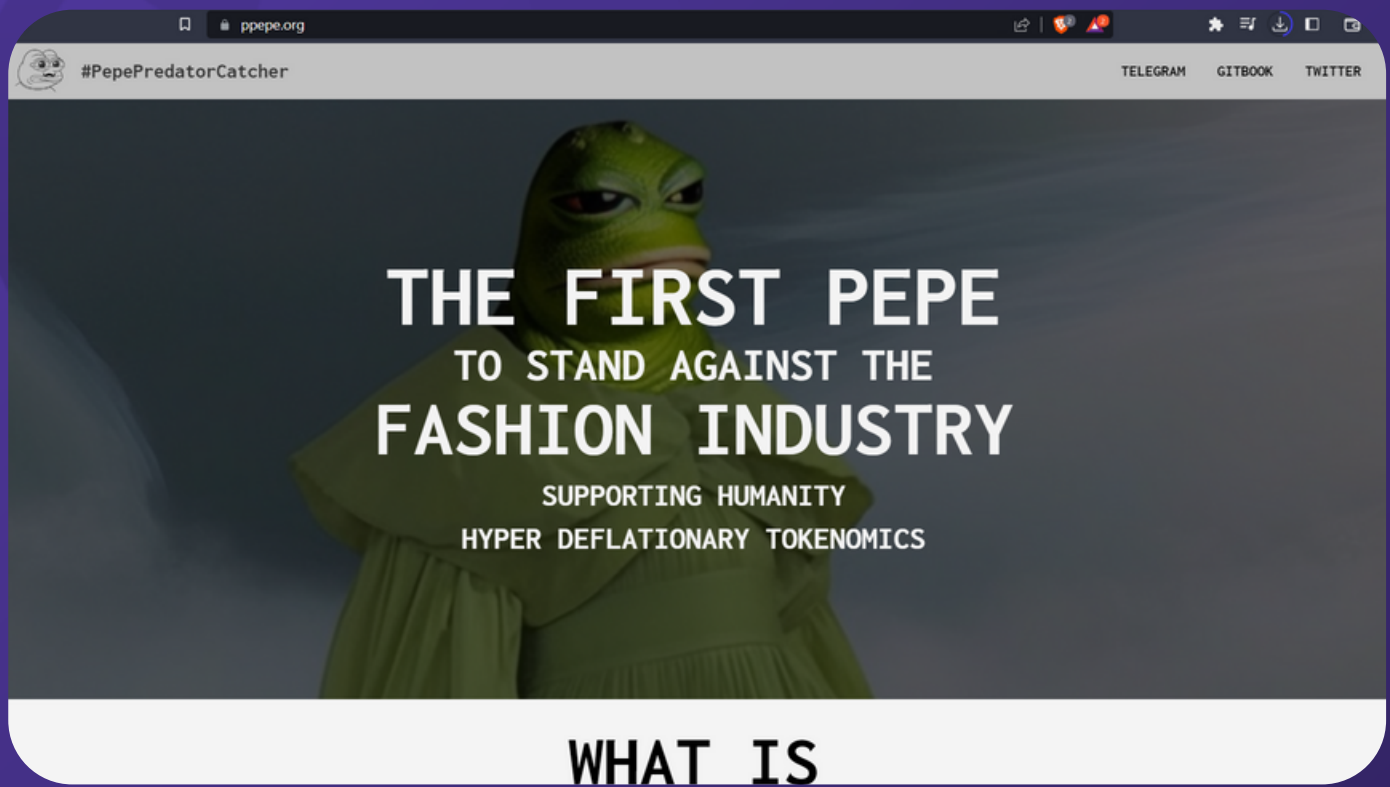 ppepe.org
#PepePredatorCatcher
TELEGRAM GITBOOK TWITTER
THE FIRST PEPE
TO STAND AGAINST THE
FASHION INDUSTRY
SUPPORTING HUMANITY
HYPER DEFLATIONARY TOKENOMICS
WHAT IS